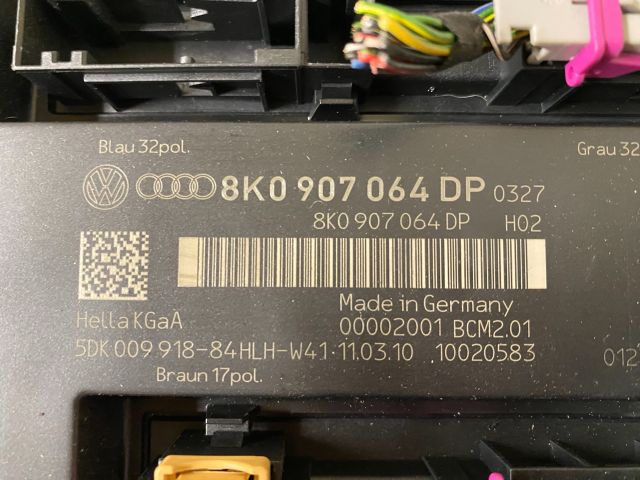 Blau 32pol.
Grau 32
8K0 907 064 DP 0327
8K0 907 064 DP H02
Made in Germany
Hella KGaA
00002001 BCM2.01
5DK 009 918-84HLH-W41·11.03.10 10020583
012
Braun 17pol.